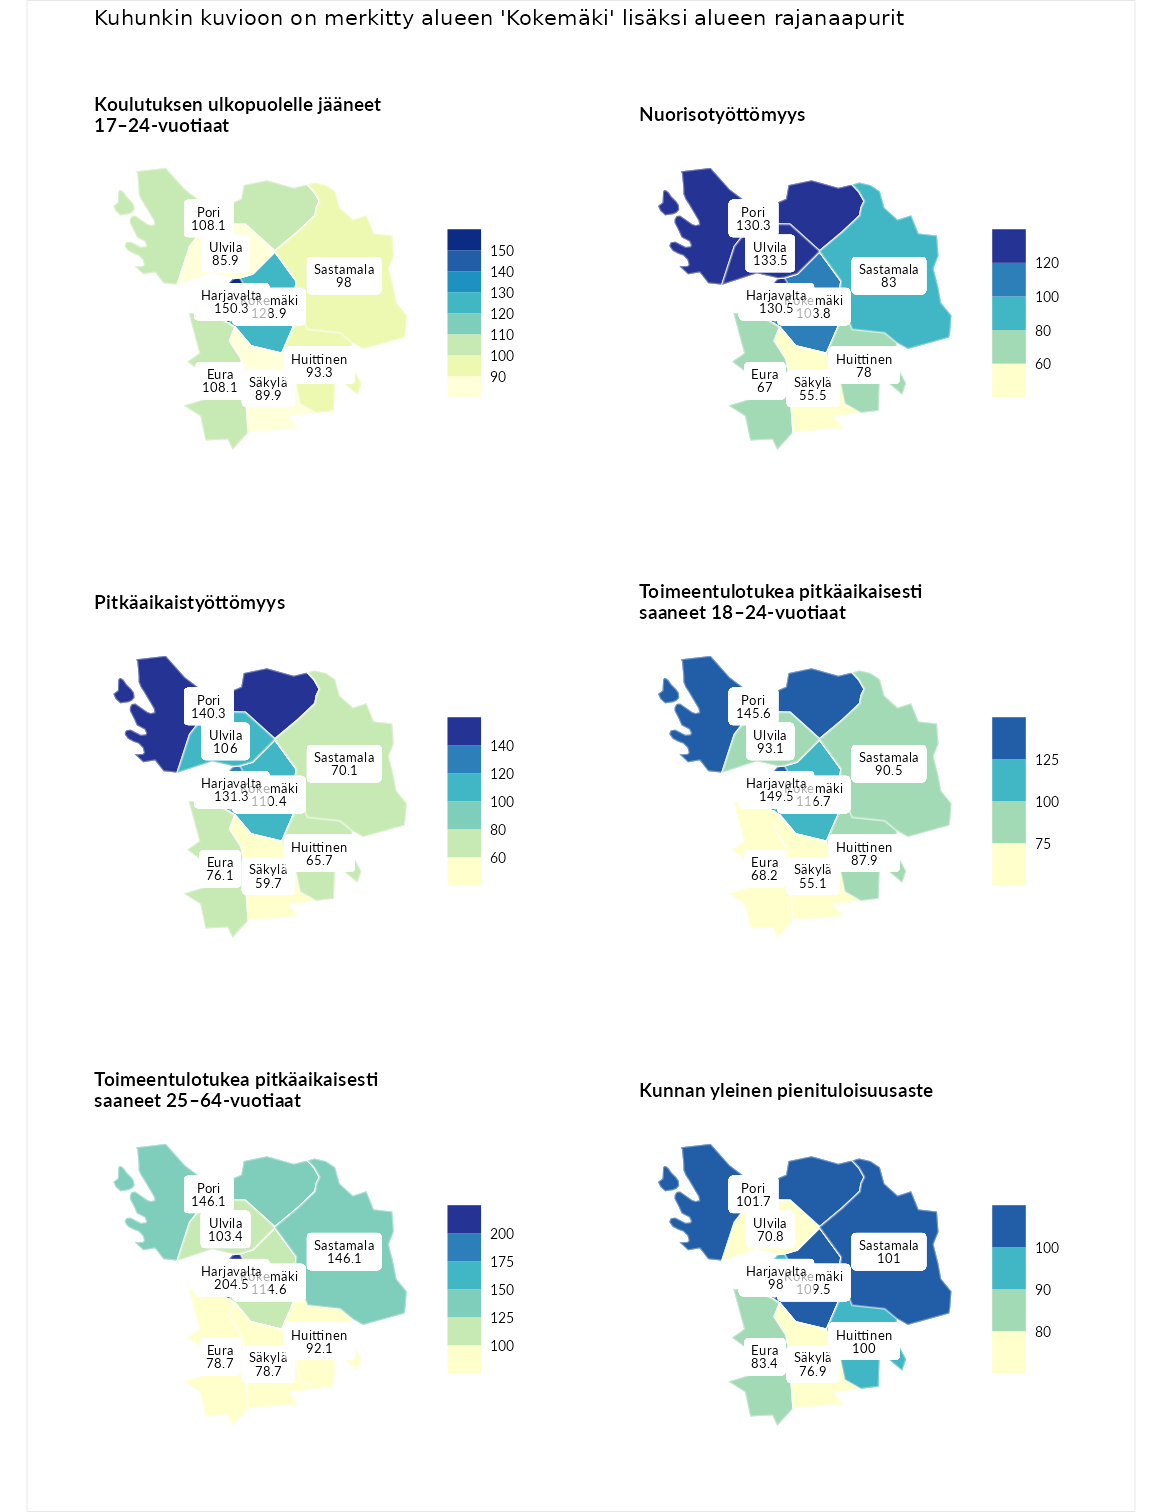 Kuhunkin kuvioon on merkitty alueen 'Kokemäki' lisäksi alueen rajanaapurit
Koulutuksen ulkopuolelle jääneet
17–24-vuotiaat
Pori
108.1
Ulvila
85.9
Sastamala
98
Harjavalta
150.3
Kokemäki
128.9
Huittinen
93.3
Eura
108.1
Säkylä
89.9
150
140
130
120
110
100
90
Nuorisotyöttömyys
Pori
130.3
Ulvila
133.5
Sastamala
83
Harjavalta
130.5
Kokemäki
103.8
Huittinen
78
Eura
67
Säkylä
55.5
120
100
80
60
Pitkäaikaistyöttömyys
Pori
140.3
Ulvila
106
Sastamala
70.1
Harjavalta
131.3
Kokemäki
110.4
Huittinen
65.7
Eura
76.1
Säkylä
59.7
140
120
100
80
60
Toimeentulotukea pitkäaikaisesti
saaneet 18–24-vuotiaat
Pori
145.6
Ulvila
93.1
Sastamala
90.5
Harjavalta
149.5
Kokemäki
116.7
Huittinen
87.9
Eura
68.2
Säkylä
55.1
125
100
75
Toimeentulotukea pitkäaikaisesti
saaneet 25–64-vuotiaat
Pori
146.1
Ulvila
103.4
Sastamala
146.1
Harjavalta
204.5
Kokemäki
114.6
Huittinen
92.1
Eura
78.7
Säkylä
78.7
200
175
150
125
100
Kunnan yleinen pienituloisuusaste
Pori
101.7
Ulvila
70.8
Sastamala
101
Harjavalta
98
Kokemäki
109.5
Huittinen
100
Eura
83.4
Säkylä
76.9
100
90
80